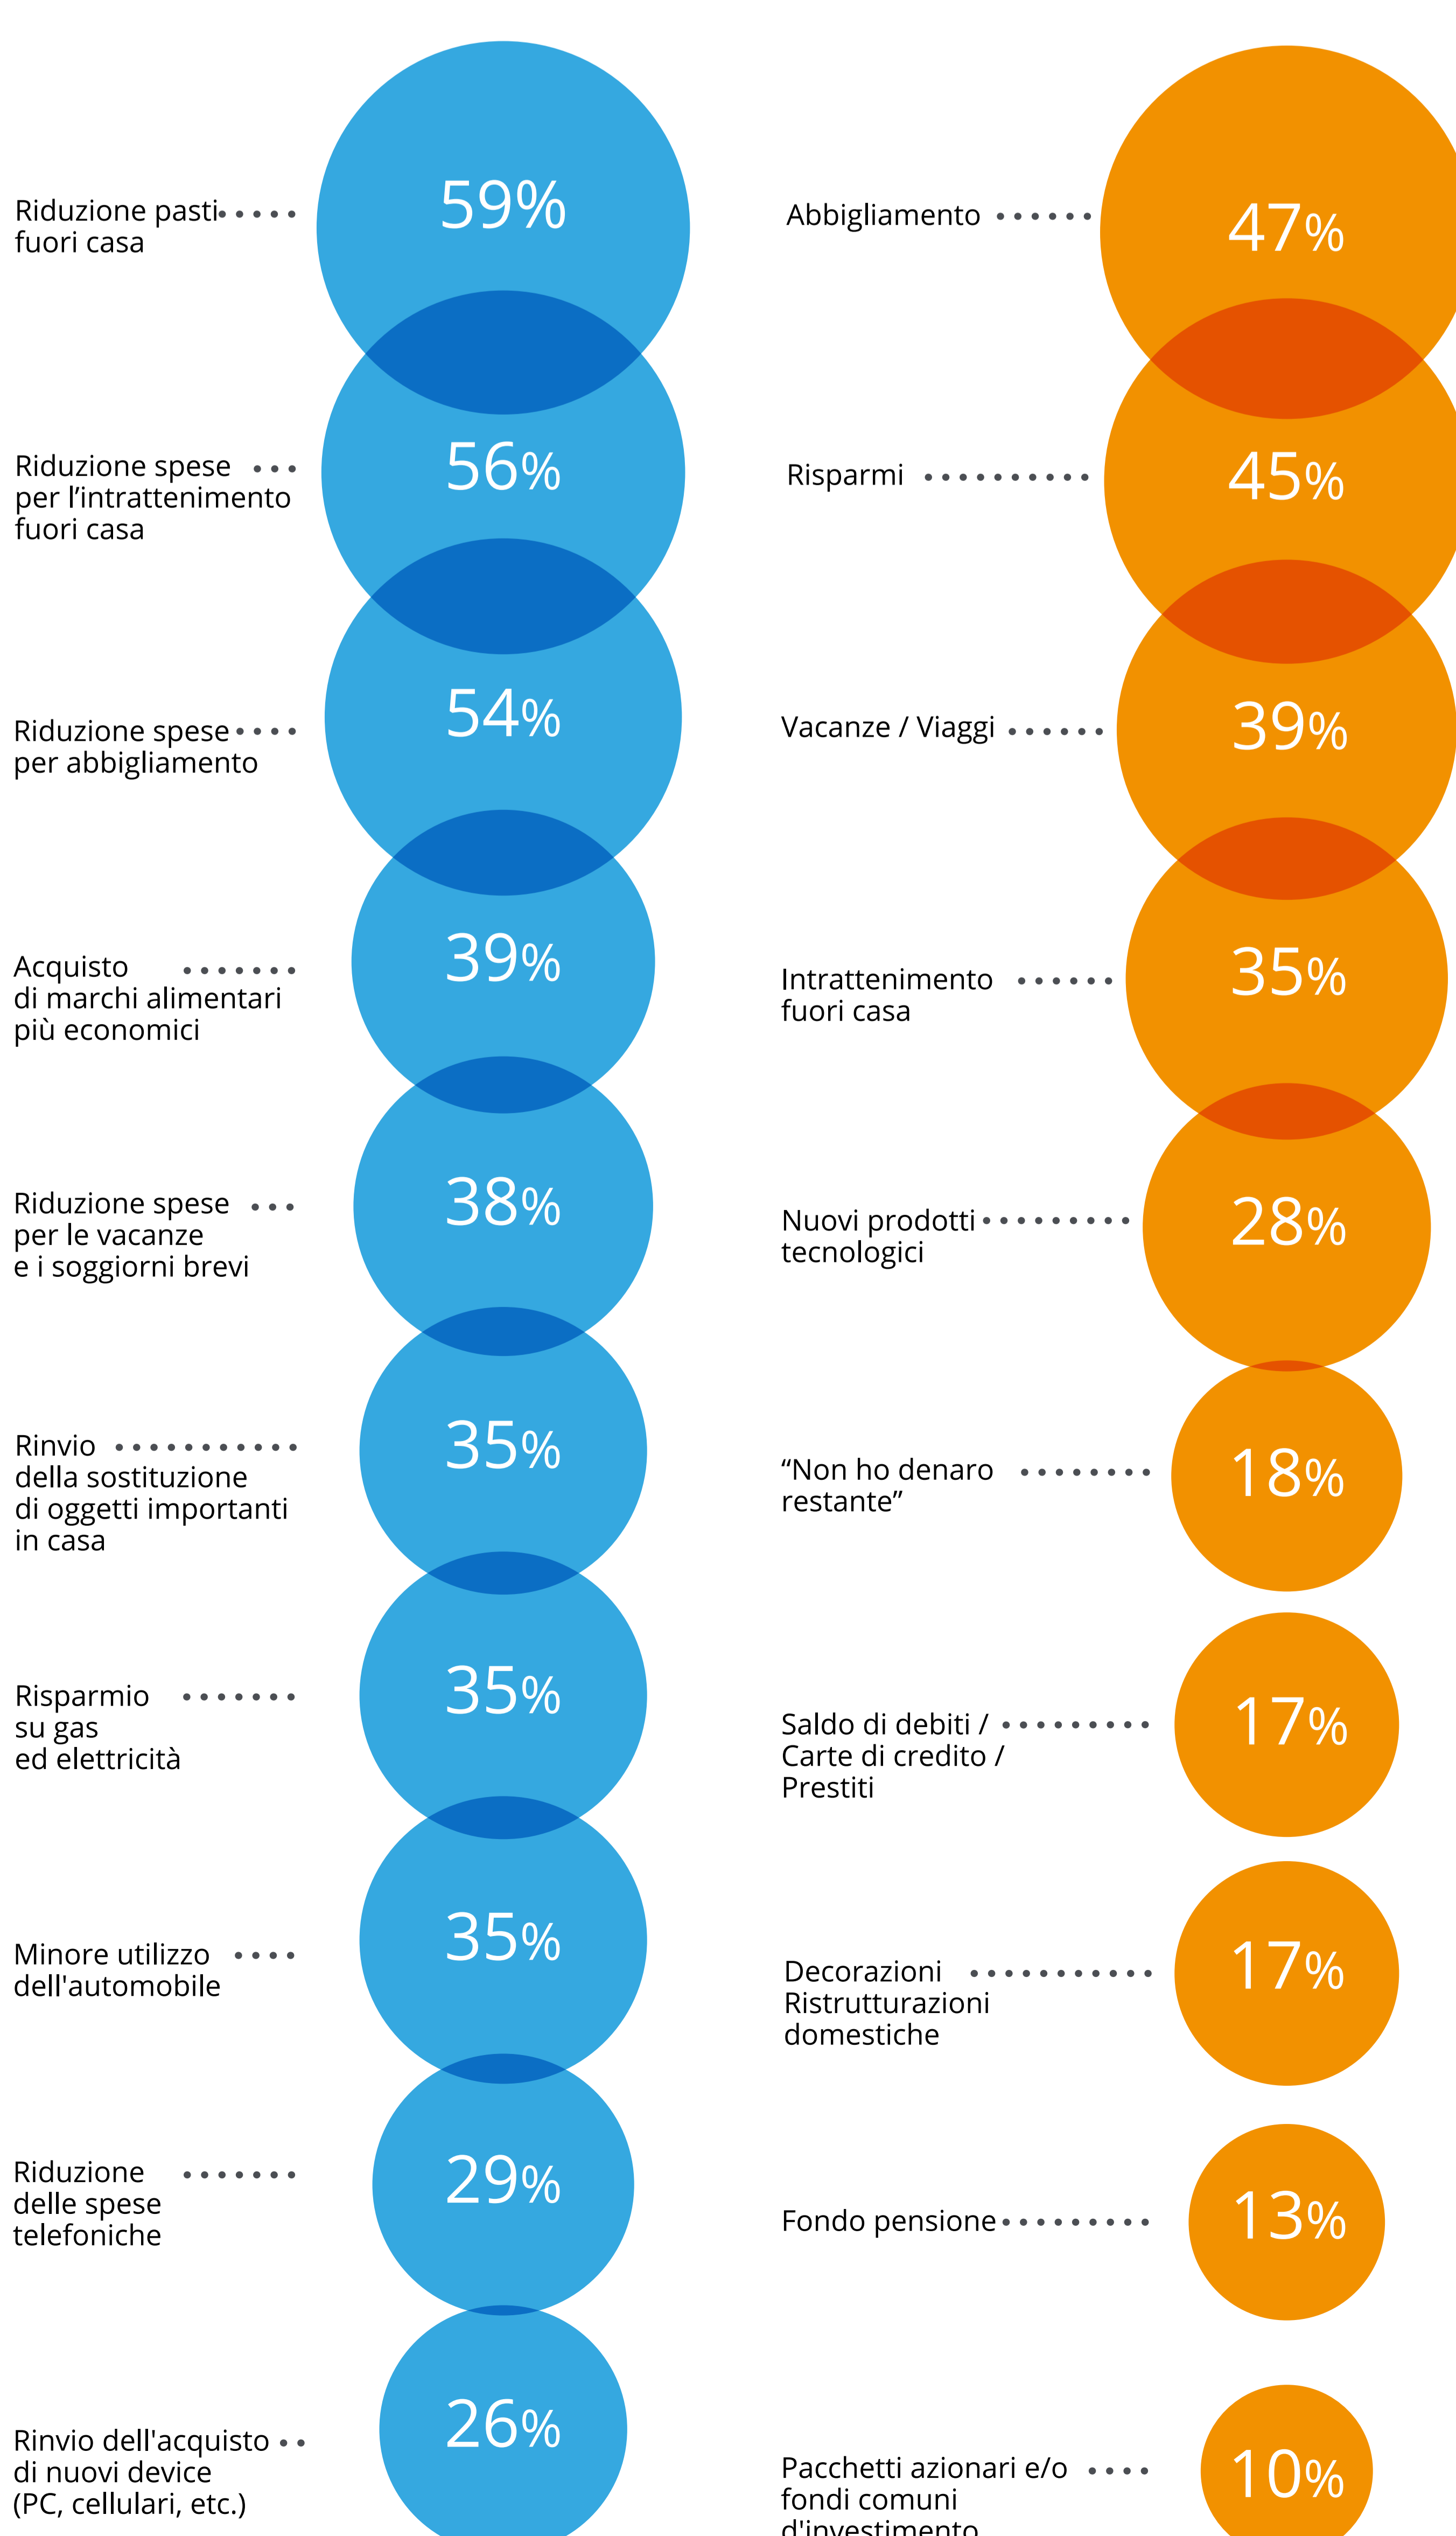 Riduzione pasti
fuori casa
59%
Riduzione spese
per l’intrattenimento
fuori casa
56%
Riduzione spese
per abbigliamento
54%
Acquisto
di marchi alimentari
più economici
39%
Riduzione spese
per le vacanze
e i soggiorni brevi
38%
Rinvio
della sostituzione
di oggetti importanti
in casa
35%
Risparmio
su gas
ed elettricità
35%
Minore utilizzo
dell'automobile
35%
Riduzione
delle spese
telefoniche
29%
Rinvio dell'acquisto
di nuovi device
(PC, cellulari, etc.)
26%
Abbigliamento
47%
Risparmi
45%
Vacanze / Viaggi
39%
Intrattenimento
fuori casa
35%
Nuovi prodotti
tecnologici
28%
“Non ho denaro
restante”
18%
Saldo di debiti /
Carte di credito /
Prestiti
17%
Decorazioni
Ristrutturazioni
domestiche
17%
Fondo pensione
13%
Pacchetti azionari e/o
fondi comuni
d'investimento
10%